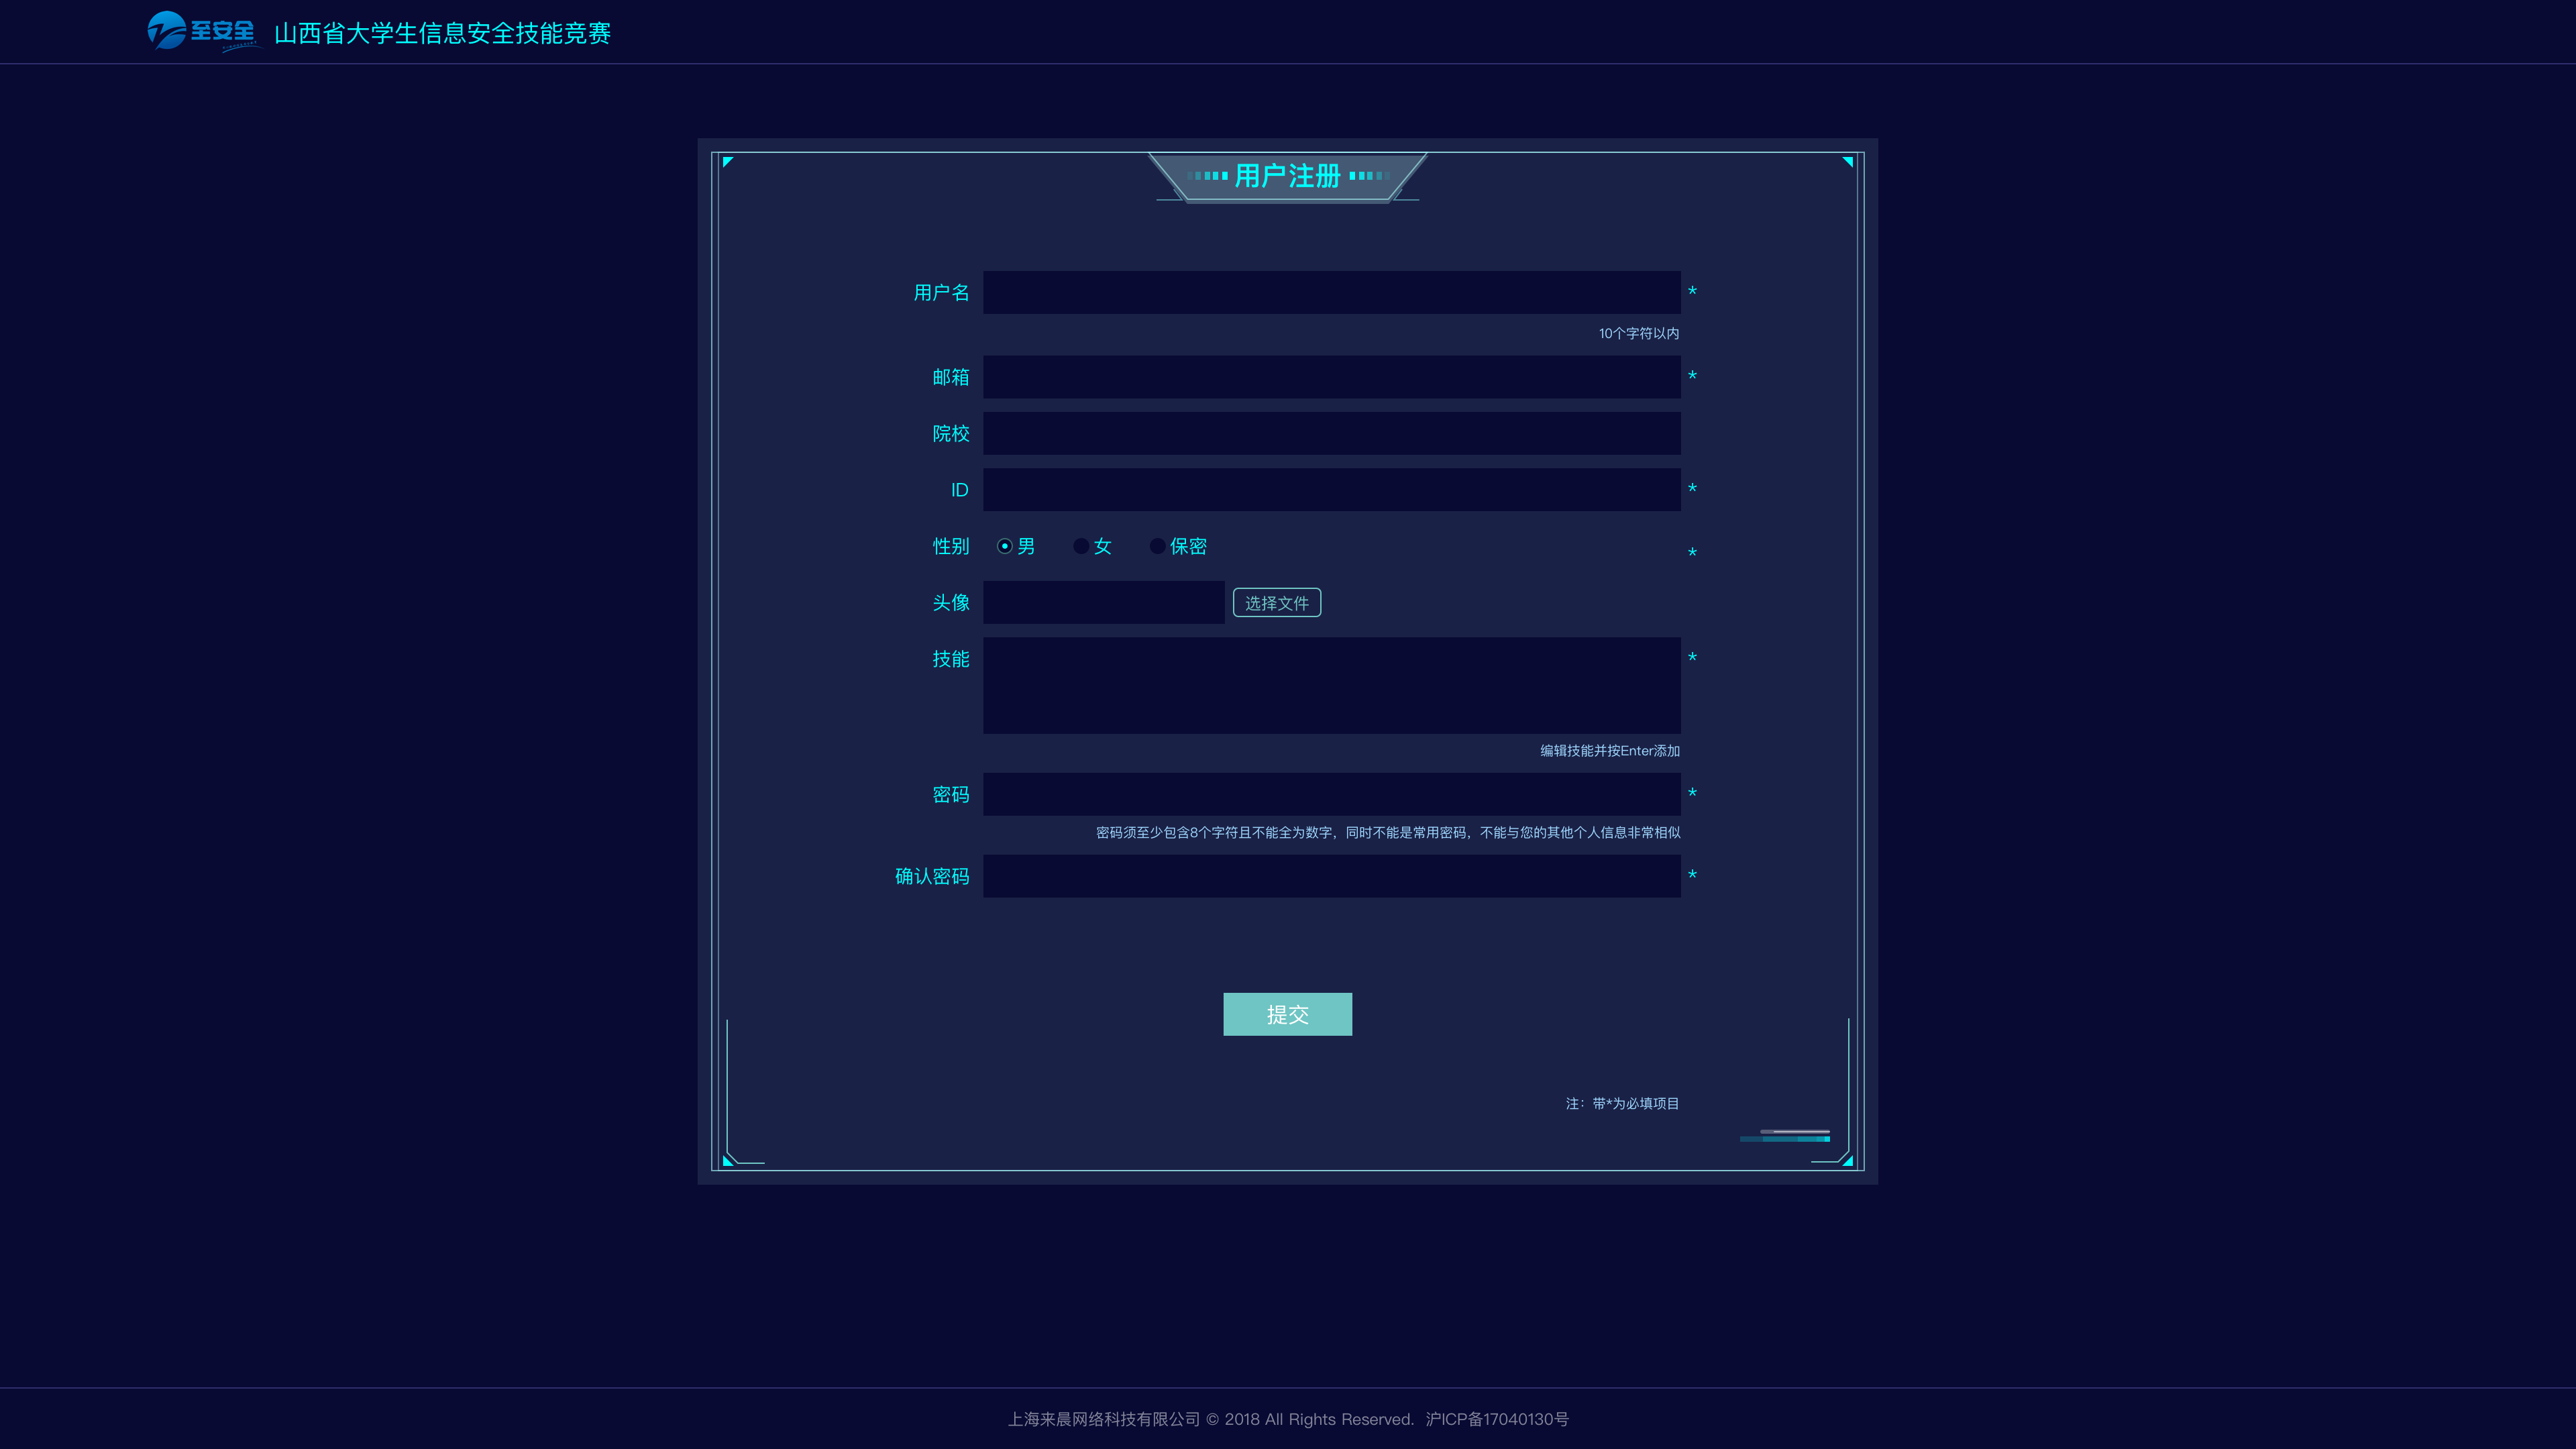 至安全 山西省大学生信息安全技能竞赛
用户注册
用户名 *
10个字符以内
邮箱 *
院校
ID *
性别 男 女 保密 *
头像 选择文件
技能 *
编辑技能并按Enter添加
密码 *
密码须至少包含8个字符且不能全为数字，同时不能是常用密码，不能与您的其他个人信息非常相似
确认密码 *
提交
注：带*为必填项目
上海来晨网络科技有限公司 © 2018 All Rights Reserved. 沪ICP备17040130号